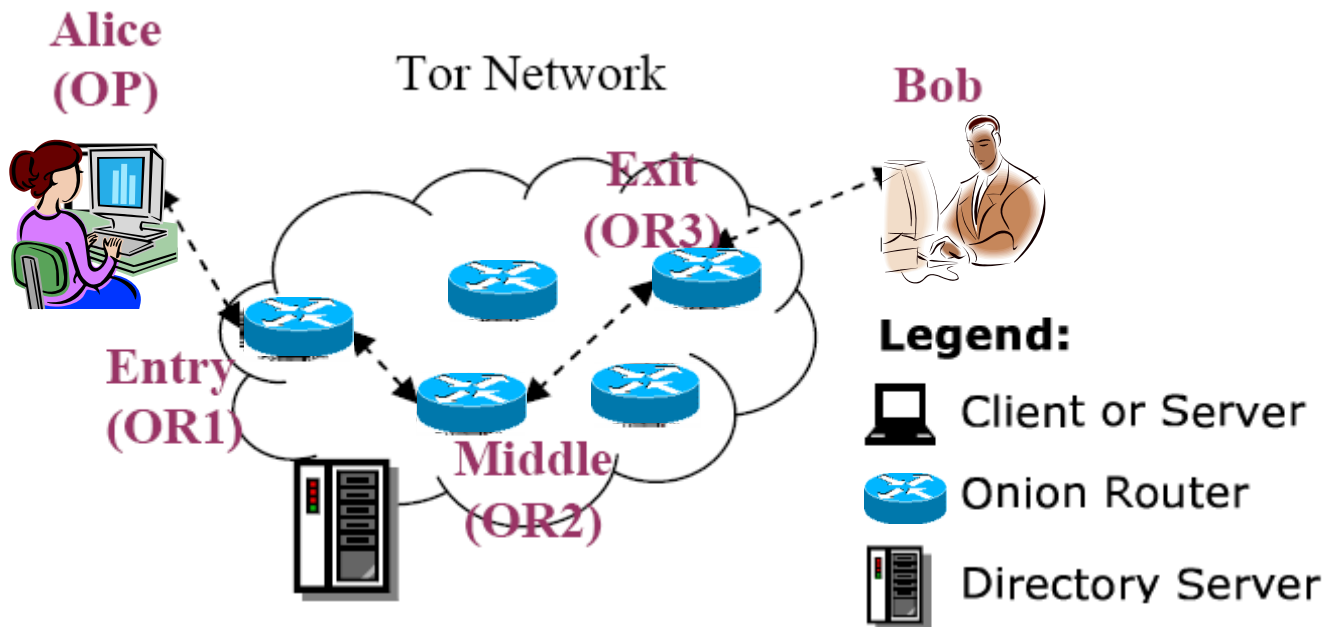 Alice
(OP)
Tor Network
Bob
Exit
(OR3)
Entry
(OR1)
Middle
(OR2)
Legend:
Client or Server
Onion Router
Directory Server